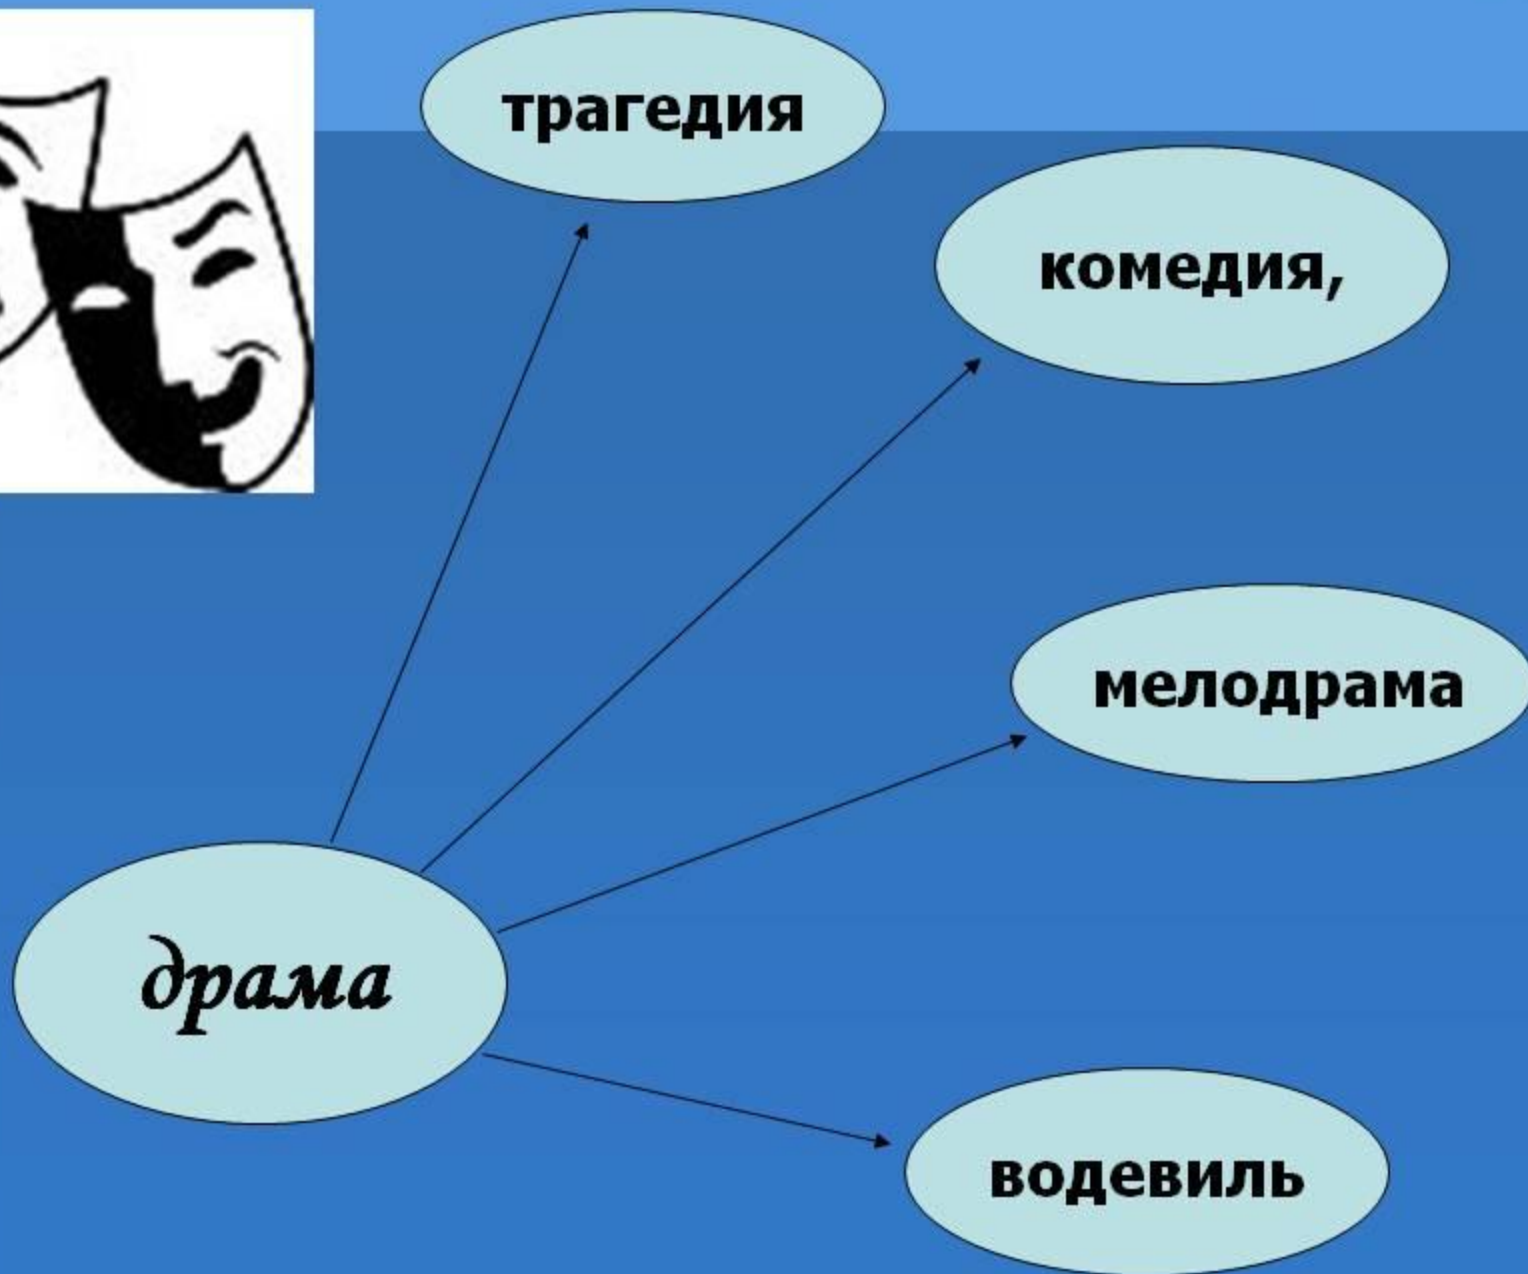 трагедия
комедия,
мелодрама
драма
водевиль